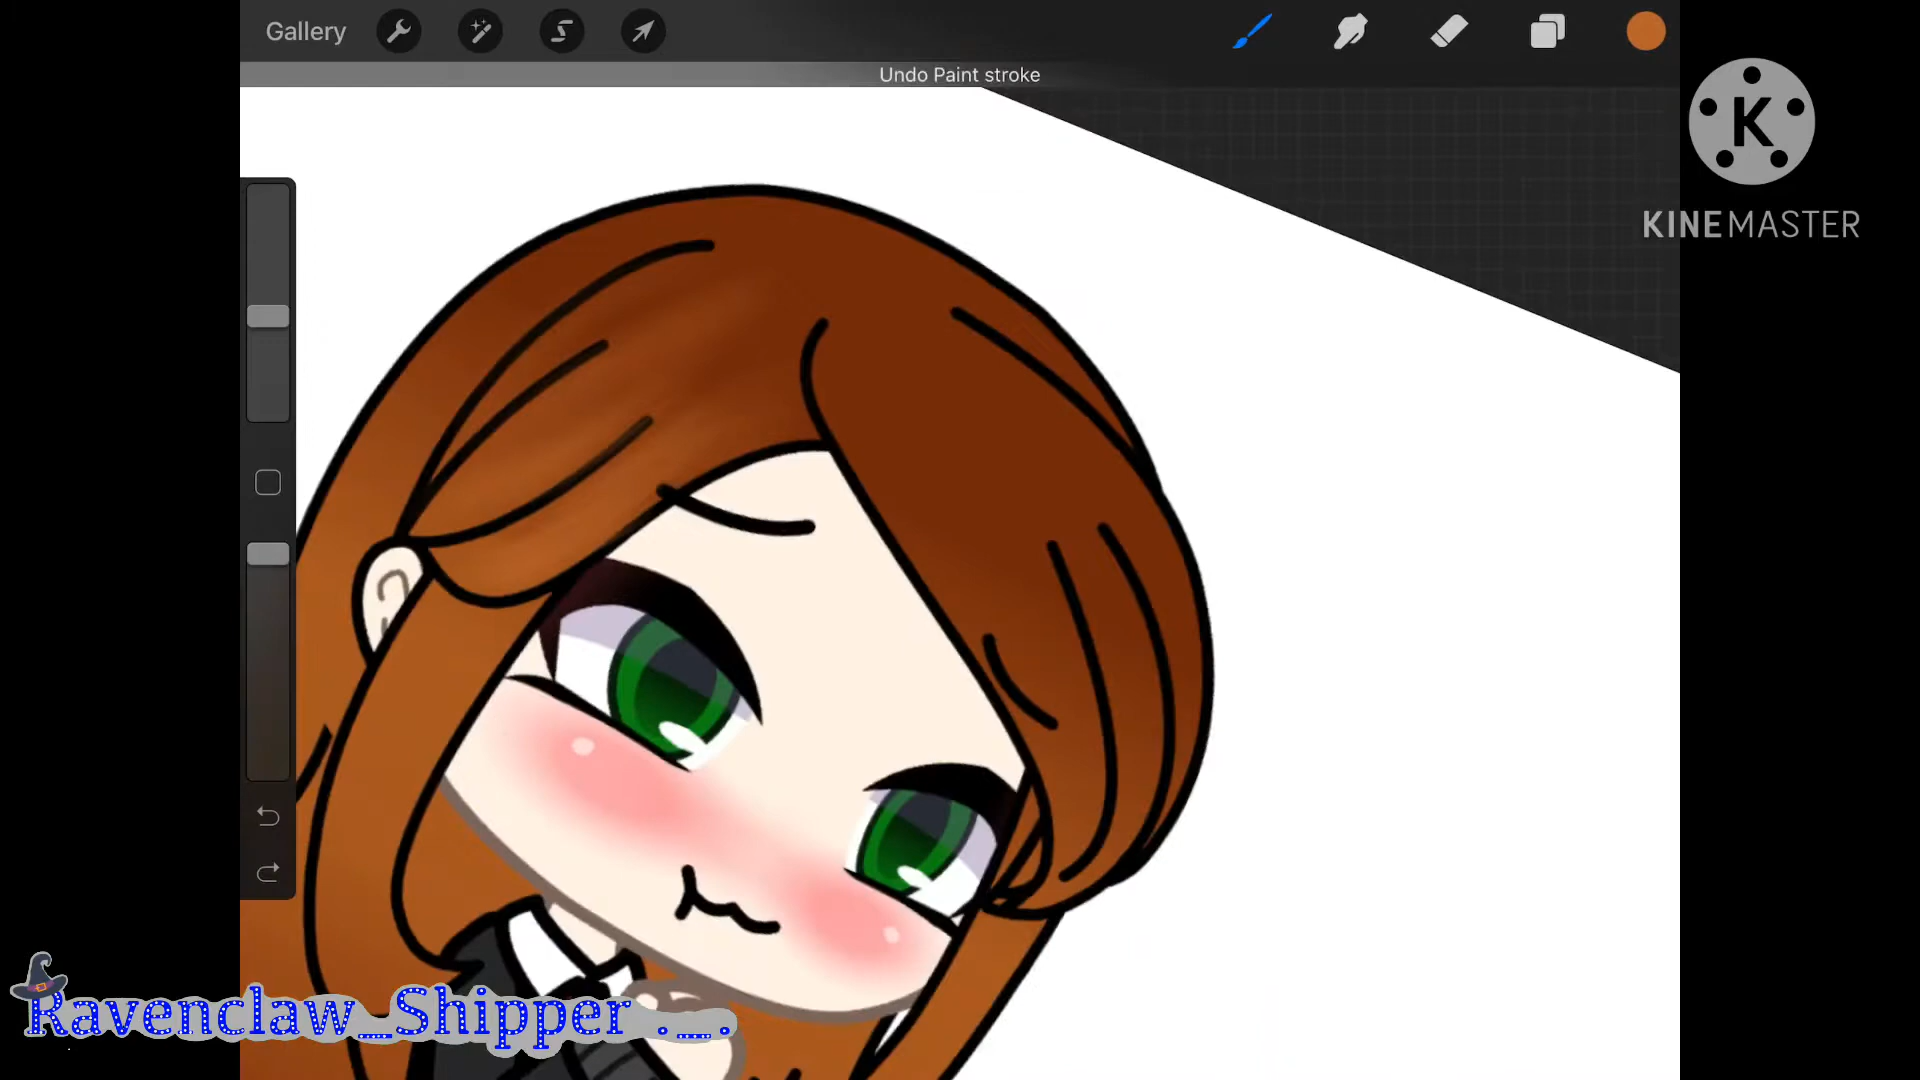 Gallery
Undo Paint stroke
K
KINEMASTER
Ravenclaw_Shipper ._.